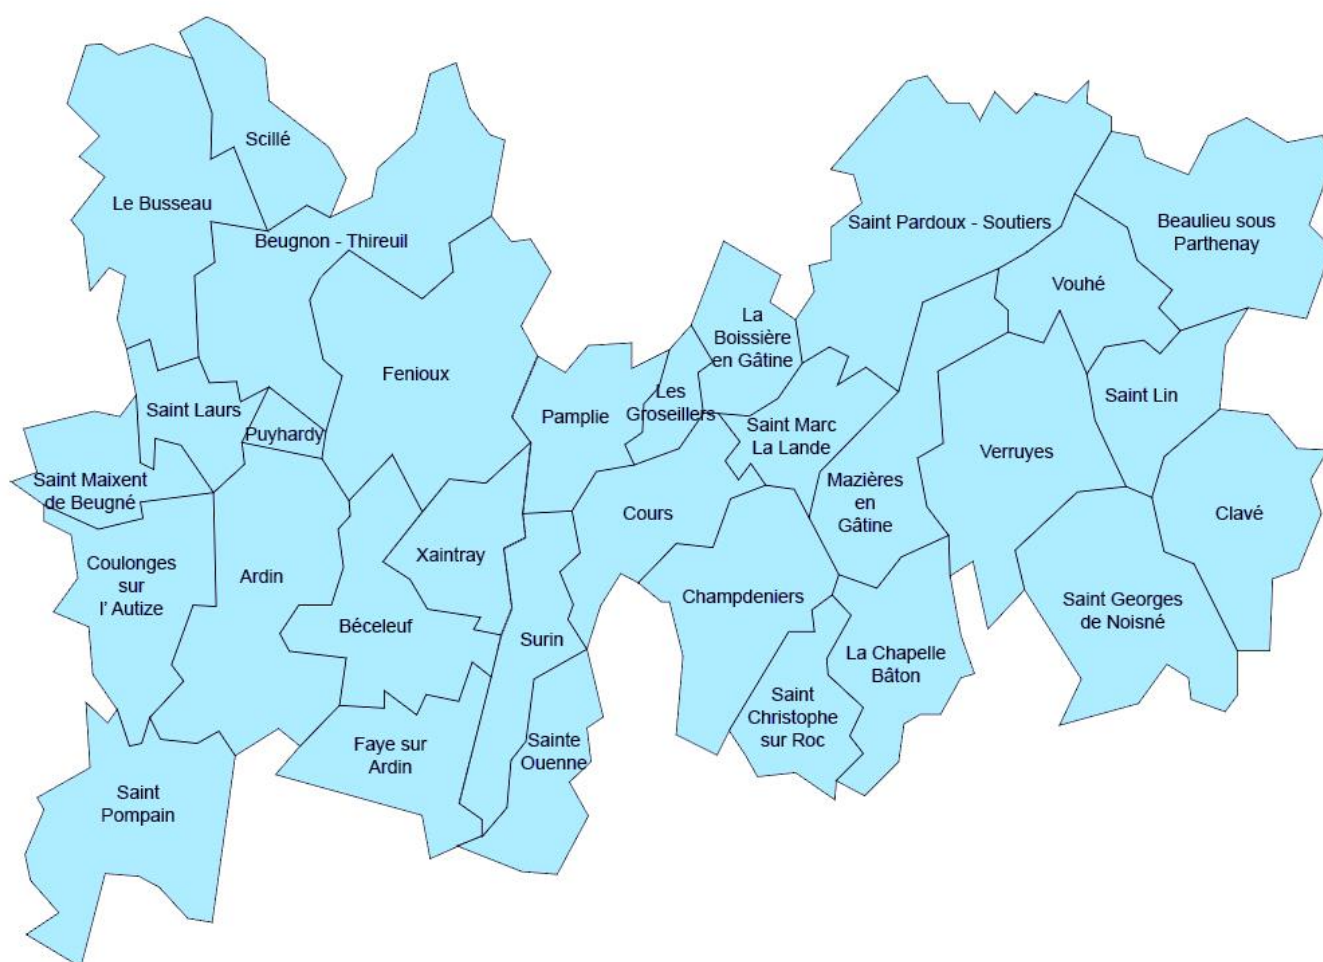 Scillé
Le Busseau
Beugnon - Thireuil
Saint Pardoux - Soutiers
Beaulieu sous
Parthenay
Vouhé
La
Boissière
en Gâtine
Fenioux
Les
Groseillers
Pamplie
Saint Laurs
Puyhardy
Saint Marc
La Lande
Saint Lin
Verruyes
Saint Maixent
de Beugné
Mazières
en
Gâtine
Cours
Clavé
Xaintray
Coulonges
sur
l' Autize
Ardin
Champdeniers
Saint Georges
de Noisné
Béceleuf
Surin
La Chapelle
Bâton
Saint
Christophe
sur Roc
Faye sur
Ardin
Sainte
Ouenne
Saint
Pompain